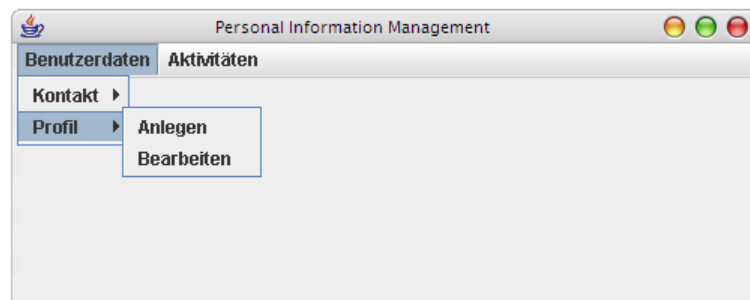 Personal Information Management
Benutzerdaten Aktivitäten
Kontakt
Profil Anlegen
Bearbeiten